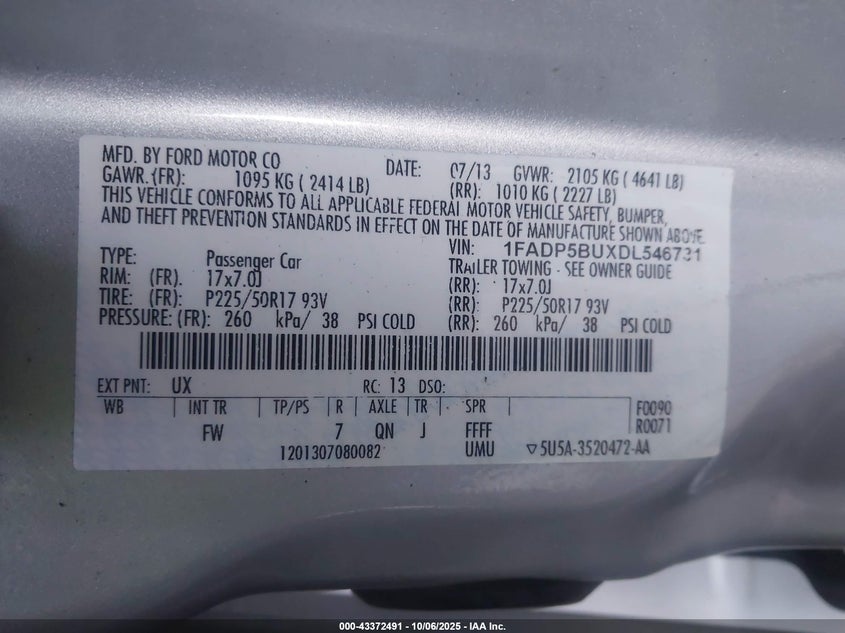 MFD. BY FORD MOTOR CO DATE: 07/13 GVWR: 2105 KG ( 4641 LB)
GAWR. (FR): 1095 KG ( 2414 LB) (RR): 1010 KG ( 2227 LB)
THIS VEHICLE CONFORMS TO ALL APPLICABLE FEDERAL MOTOR VEHICLE SAFETY, BUMPER,
AND THEFT PREVENTION STANDARDS IN EFFECT ON THE DATE OF MANUFACTURE SHOWN ABOVE.
VIN: 1FADP5BUXDL546731
TYPE: Passenger Car TRAILER TOWING - SEE OWNER GUIDE
RIM: (FR). 17x7.0J (RR): 17x7.0J
TIRE: (FR): P225/50R17 93V (RR): P225/50R17 93V
PRESSURE: (FR): 260 kPa/ 38 PSI COLD (RR): 260 kPa/ 38 PSI COLD
EXT PNT: UX RC: 13 DSO:
WB INT TR TP/PS R AXLE TR SPR F0090
FW 7 QN J FFFF R0071
1201307080082 UMU ▽5U5A-3520472-AA
000-43372491 - 10/06/2025 - IAA Inc.